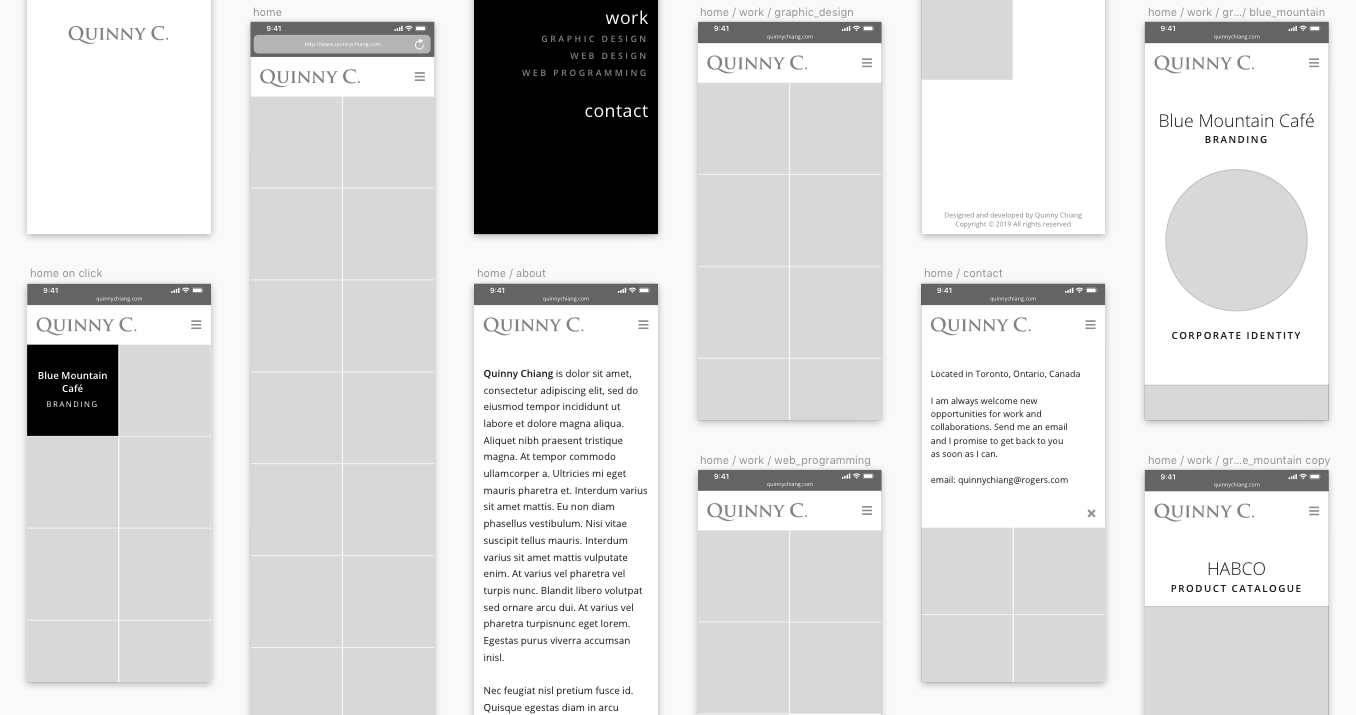 QUINNY C.
home on click
9:41
quinnychiang.com
QUINNY C.
Blue Mountain
Café
BRANDING
home
9:41
http://www.quinnychiang.com
QUINNY C.
work
GRAPHIC DESIGN
WEB DESIGN
WEB PROGRAMMING
contact
home / about
9:41
quinnychiang.com
QUINNY C.
Quinny Chiang is dolor sit amet,
consectetur adipiscing elit, sed do
eiusmod tempor incididunt ut
labore et dolore magna aliqua.
Aliquet nibh praesent tristique
magna. At tempor commodo
ullamcorper a. Ultricies mi eget
mauris pharetra et. Interdum varius
sit amet mattis. Eu non diam
phasellus vestibulum. Nisi vitae
suscipit tellus mauris. Interdum
varius sit amet mattis vulputate
enim. At varius vel pharetra vel
turpis nunc. Blandit libero volutpat
sed ornare arcu dui. At varius vel
pharetra turpisnunc eget lorem.
Egestas purus viverra accumsan
inisl.
Nec feugiat nisl pretium fusce id.
Quisque egestas diam in arcu
home / work / graphic_design
9:41
quinnychiang.com
QUINNY C.
home / work / web_programming
9:41
quinnychiang.com
QUINNY C.
Designed and developed by Quinny Chiang
Copyright © 2019 All rights reserved
home / contact
9:41
quinnychiang.com
QUINNY C.
Located in Toronto, Ontario, Canada
I am always welcome new
opportunities for work and
collaborations. Send me an email
and I promise to get back to you
as soon as I can.
email: quinnychiang@rogers.com
home / work / gr.../ blue_mountain
9:41
quinnychiang.com
QUINNY C.
Blue Mountain Café
BRANDING
CORPORATE IDENTITY
home / work / gr...e_mountain copy
9:41
quinnychiang.com
QUINNY C.
HABCO
PRODUCT CATALOGUE